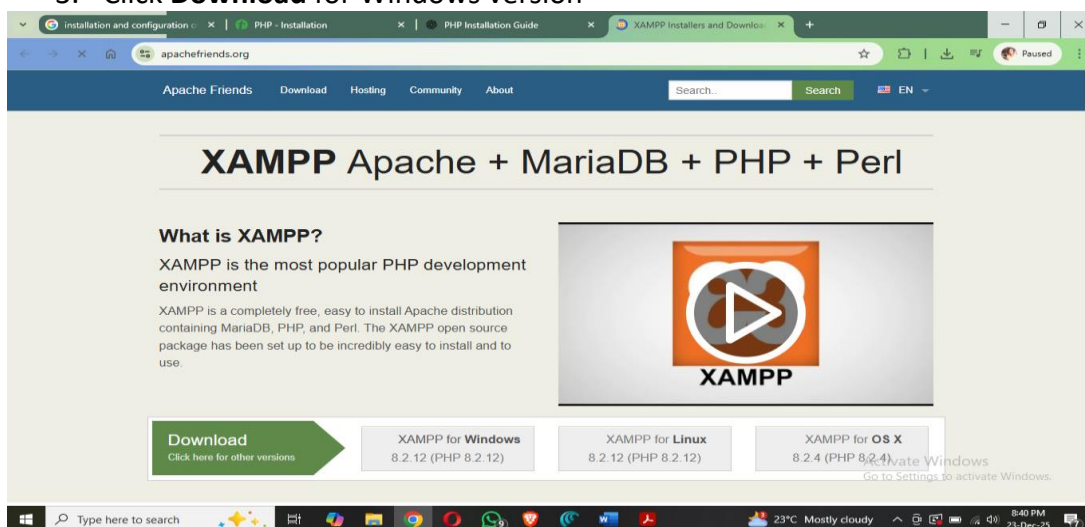 Click Download for Windows version
installation and configuration o
PHP - Installation
PHP Installation Guide
XAMPP Installers and Downloa
apachefriends.org
Paused
Apache Friends Download Hosting Community About Search.. Search EN
XAMPP Apache + MariaDB + PHP + Perl
What is XAMPP?
XAMPP is the most popular PHP development
environment
XAMPP is a completely free, easy to install Apache distribution
containing MariaDB, PHP, and Perl. The XAMPP open source
package has been set up to be incredibly easy to install and to
use.
XAMPP
Download
Click here for other versions
XAMPP for Windows
8.2.12 (PHP 8.2.12)
XAMPP for Linux
8.2.12 (PHP 8.2.12)
XAMPP for OS X
8.2.4 (PHP 8.2.4)
Activate Windows
Go to Settings to activate Windows.
Type here to search
23°C Mostly cloudy
8:40 PM
23-Dec-25